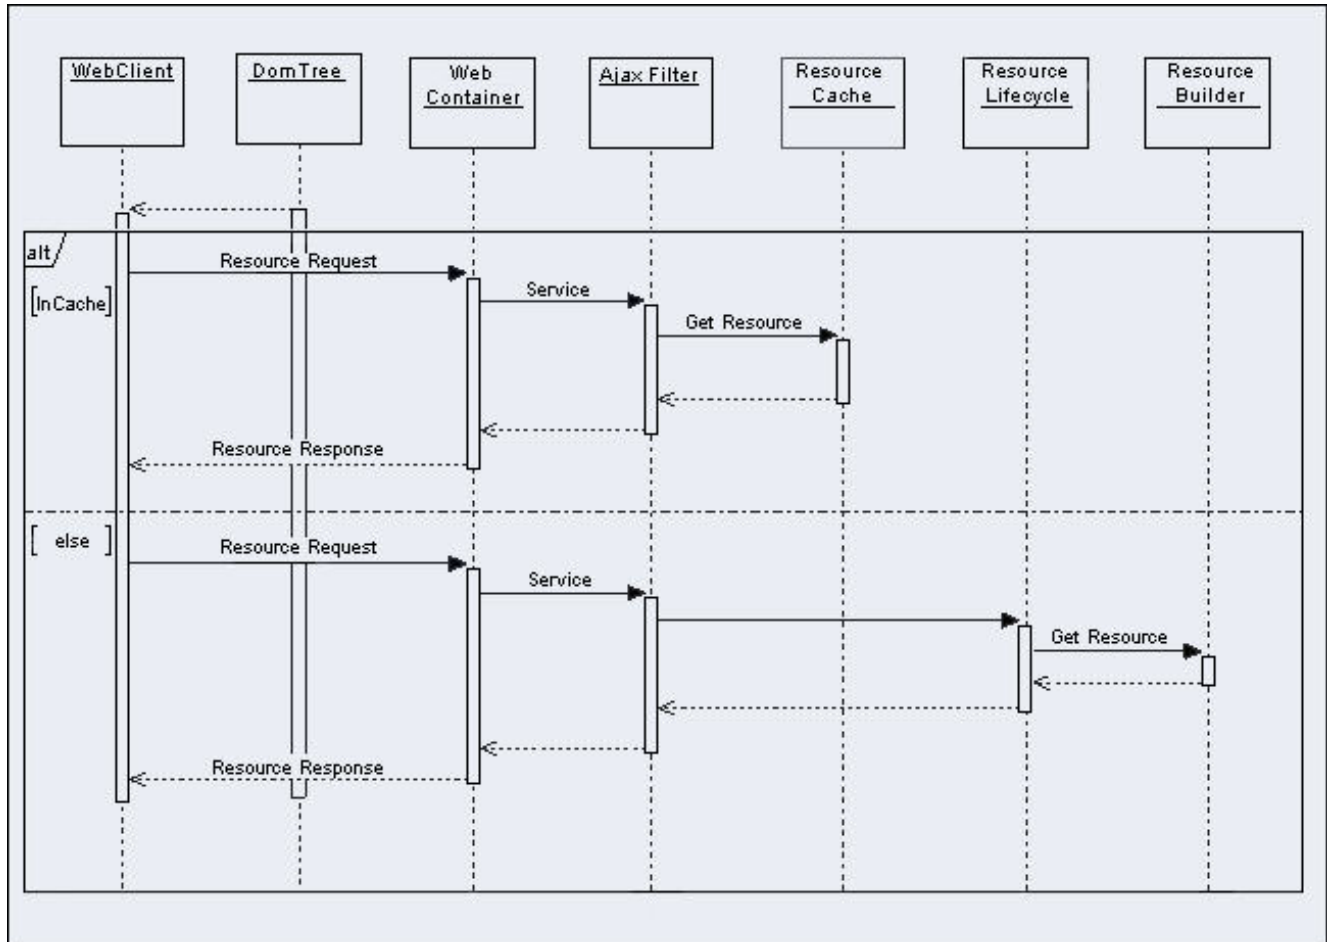 WebClient
DomTree
Web
Container
Ajax Filter
Resource
Cache
Resource
Lifecycle
Resource
Builder
alt
Resource Request
[InCache]
Service
Get Resource
Resource Response
[ else ]
Resource Request
Service
Get Resource
Resource Response